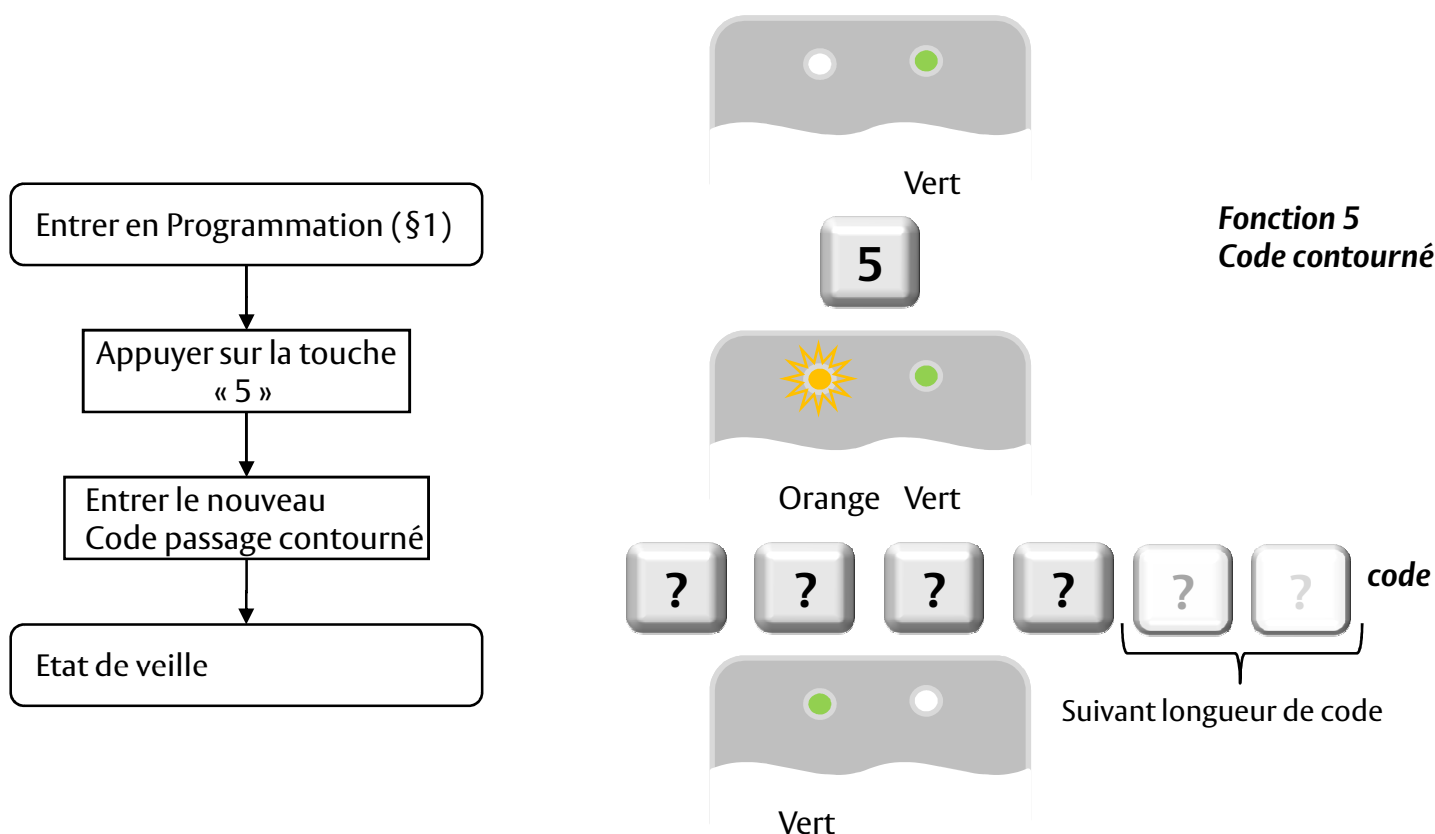 Entrer en Programmation (§1)
Appuyer sur la touche
« 5 »
Entrer le nouveau
Code passage contourné
Etat de veille
Vert
5
Orange Vert
? ? ? ? ? ? code
Suivant longueur de code
Vert
Fonction 5
Code contourné